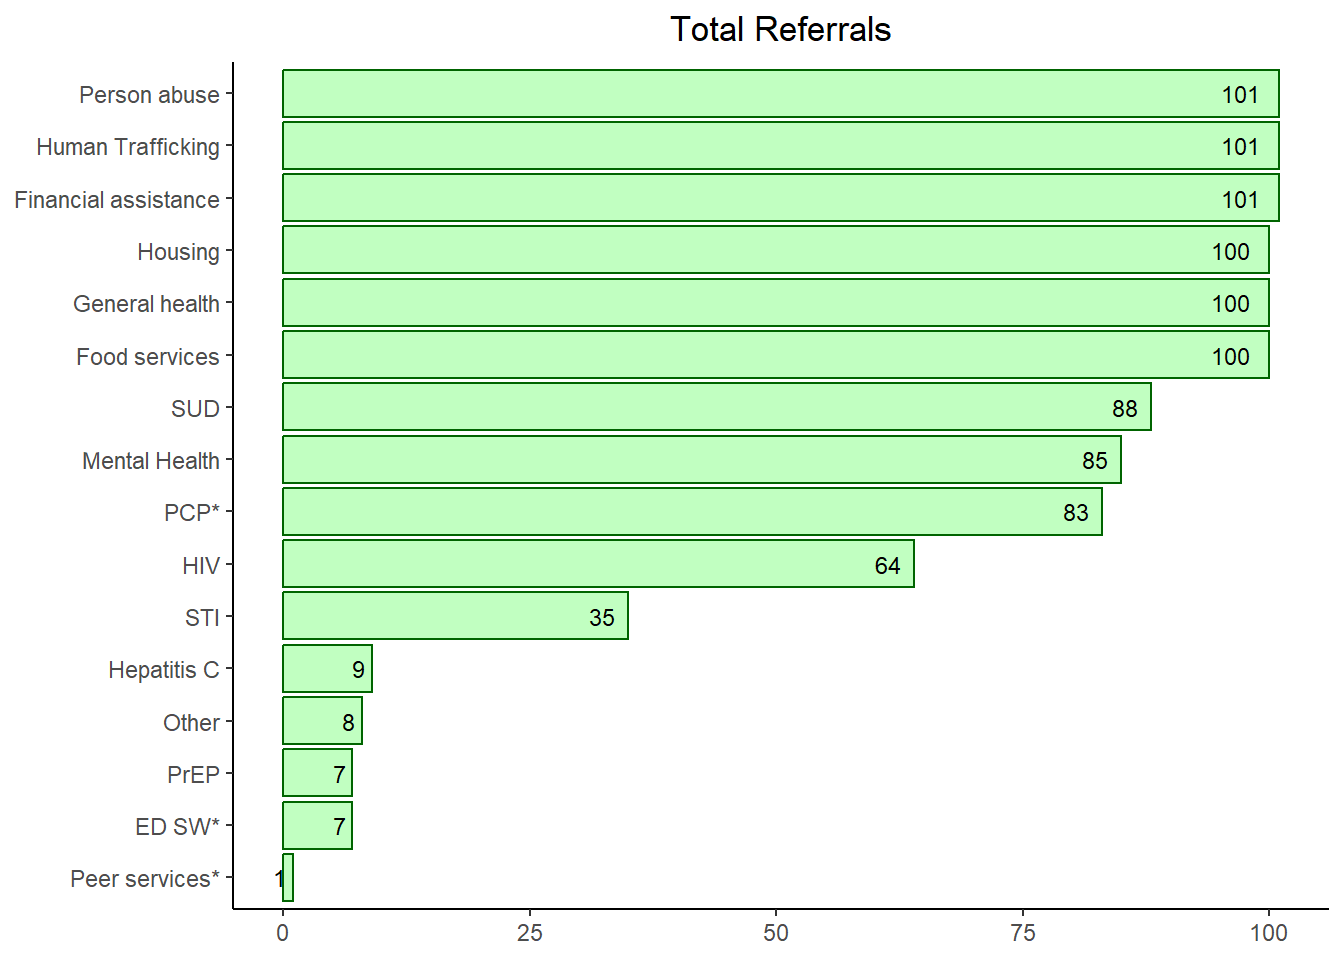 Total Referrals
Person abuse 101
Human Trafficking 101
Financial assistance 101
Housing 100
General health 100
Food services 100
SUD 88
Mental Health 85
PCP* 83
HIV 64
STI 35
Hepatitis C 9
Other 8
PrEP 7
ED SW* 7
Peer services* 1
0 25 50 75 100